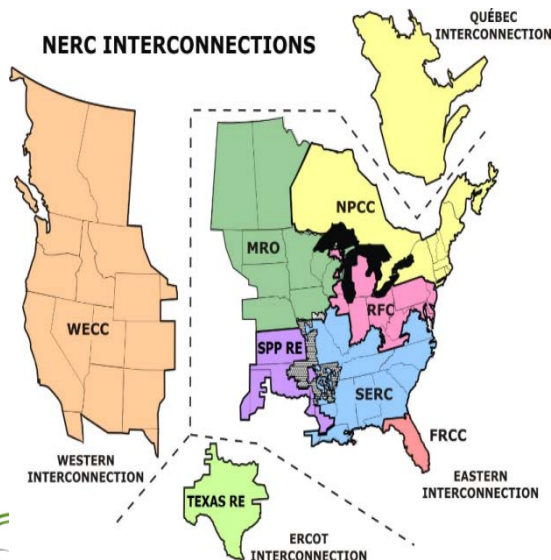 NERC INTERCONNECTIONS
QUÉBEC
INTERCONNECTION
NPCC
MRO
RFC
WECC
SPP RE
SERC
FRCC
WESTERN
INTERCONNECTION
EASTERN
INTERCONNECTION
TEXAS RE
ERCOT
INTERCONNECTION